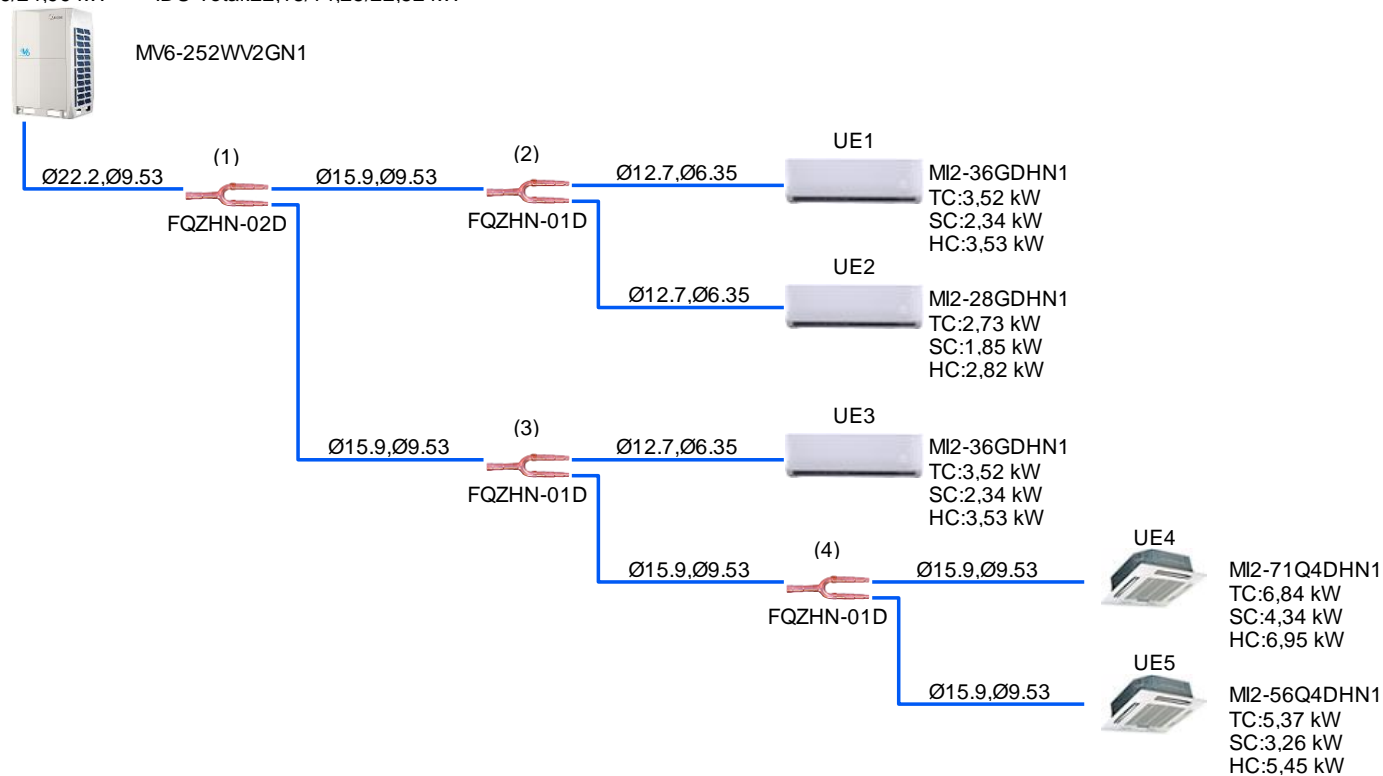 MV6-252WV2GN1
Ø22.2,Ø9.53
(1)
FQZHN-02D
Ø15.9,Ø9.53
(2)
FQZHN-01D
Ø12.7,Ø6.35
UE1
MI2-36GDHN1
TC:3,52 kW
SC:2,34 kW
HC:3,53 kW
Ø12.7,Ø6.35
UE2
MI2-28GDHN1
TC:2,73 kW
SC:1,85 kW
HC:2,82 kW
Ø15.9,Ø9.53
(3)
FQZHN-01D
Ø12.7,Ø6.35
UE3
MI2-36GDHN1
TC:3,52 kW
SC:2,34 kW
HC:3,53 kW
Ø15.9,Ø9.53
(4)
FQZHN-01D
Ø15.9,Ø9.53
UE4
MI2-71Q4DHN1
TC:6,84 kW
SC:4,34 kW
HC:6,95 kW
Ø15.9,Ø9.53
UE5
MI2-56Q4DHN1
TC:5,37 kW
SC:3,26 kW
HC:5,45 kW